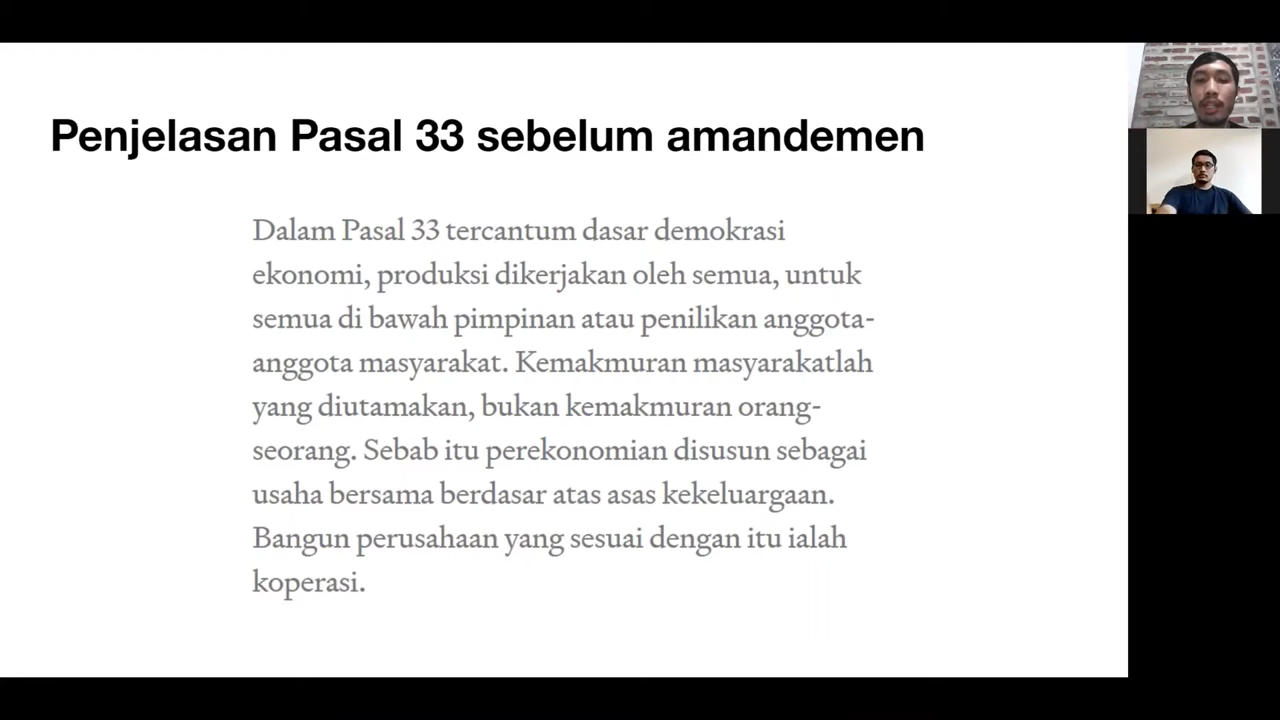 Penjelasan Pasal 33 sebelum amandemen
Dalam Pasal 33 tercantum dasar demokrasi
ekonomi, produksi dikerjakan oleh semua, untuk
semua di bawah pimpinan atau penilikan anggota-
anggota masyarakat. Kemakmuran masyarakatlah
yang diutamakan, bukan kemakmuran orang-
seorang. Sebab itu perekonomian disusun sebagai
usaha bersama berdasar atas asas kekeluargaan.
Bangun perusahaan yang sesuai dengan itu ialah
koperasi.